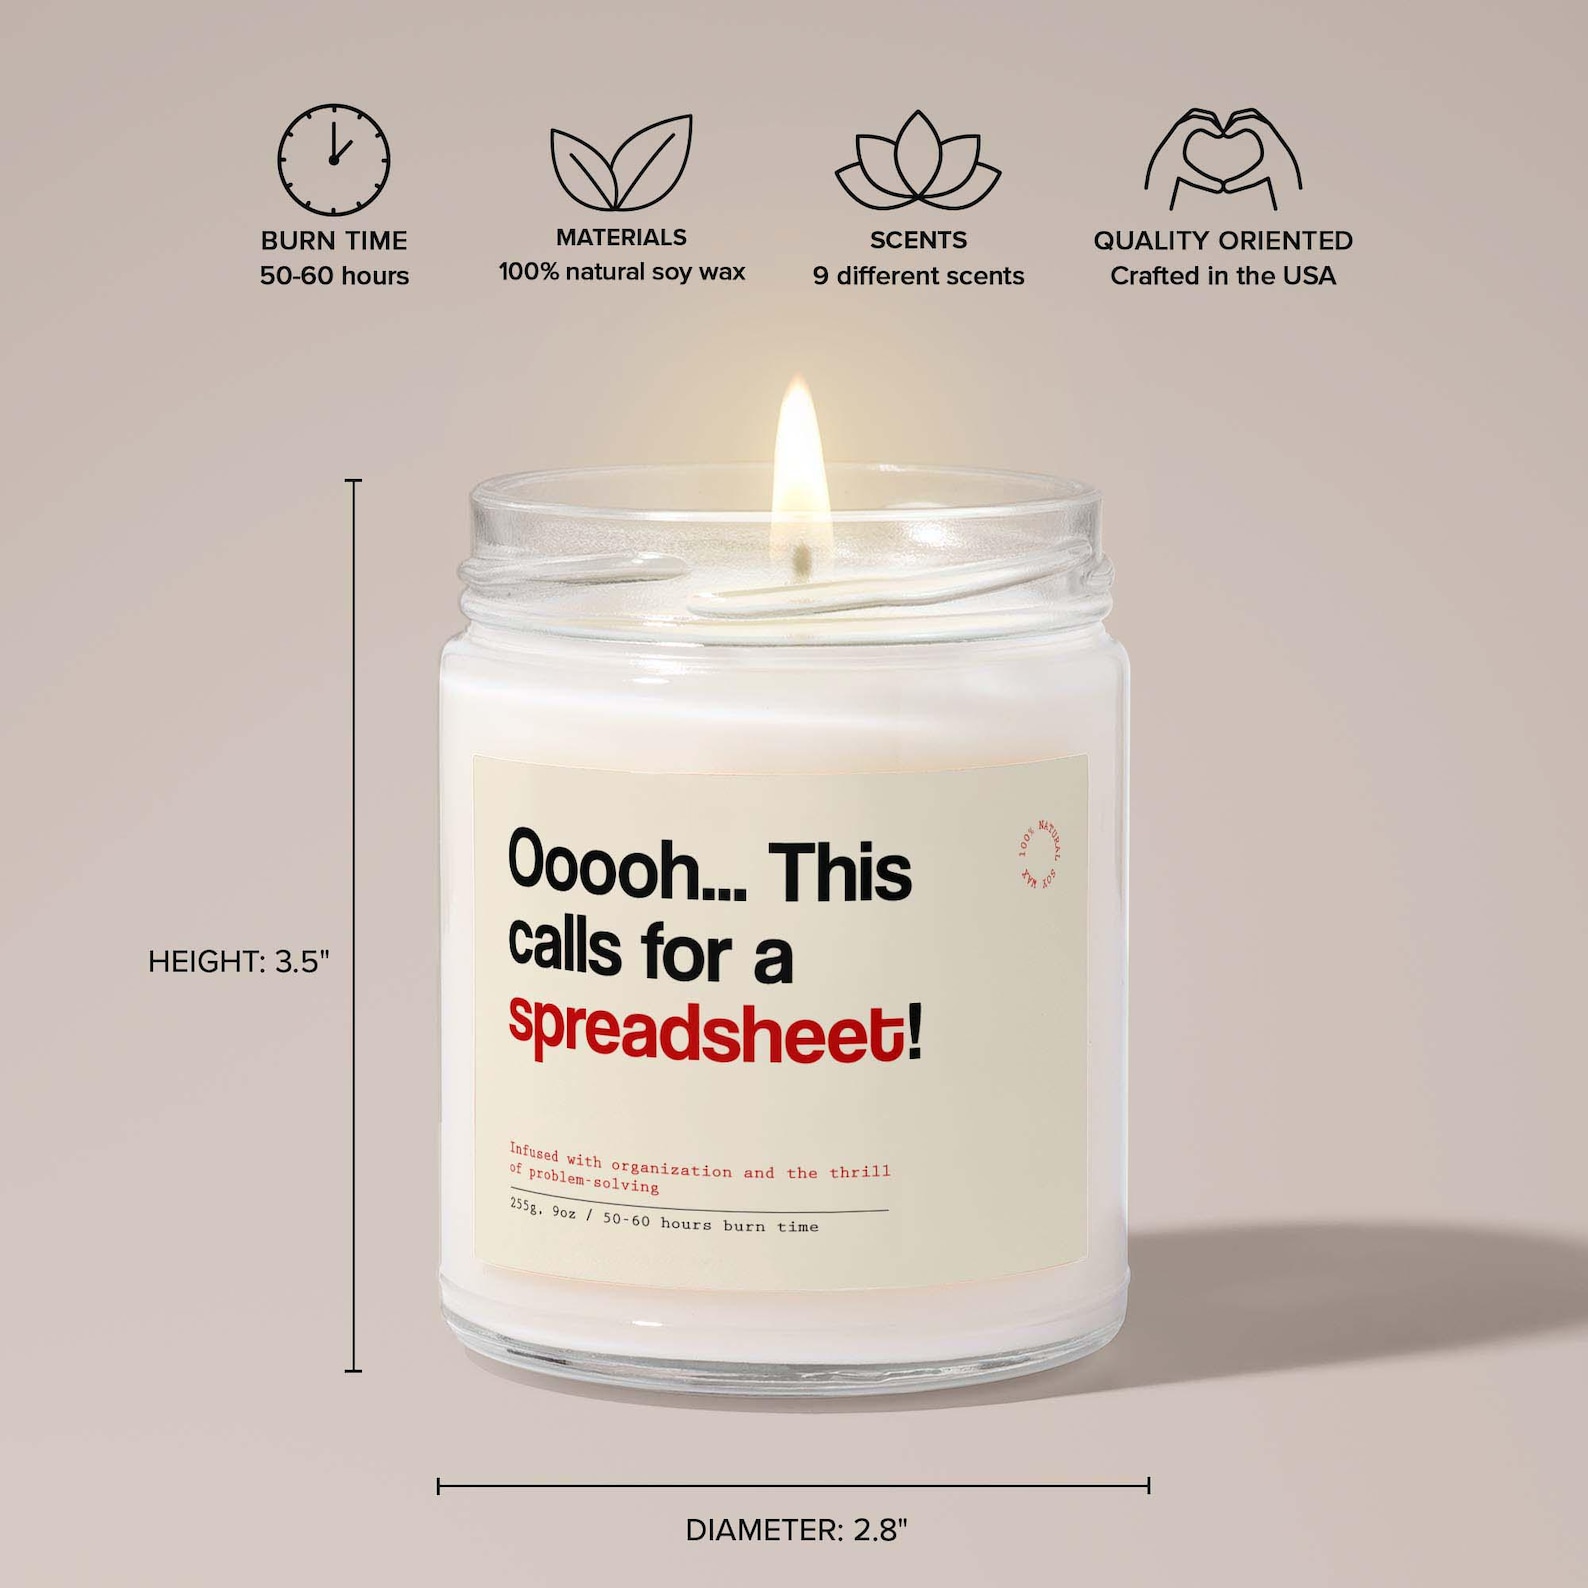 BURN TIME
50-60 hours
MATERIALS
100% natural soy wax
SCENTS
9 different scents
QUALITY ORIENTED
Crafted in the USA
HEIGHT: 3.5"
Ooooh... This
calls for a
spreadsheet!
100% NATURAL SOY WAX
Infused with organization and the thrill
of problem-solving
255g, 9oz / 50-60 hours burn time
DIAMETER: 2.8"